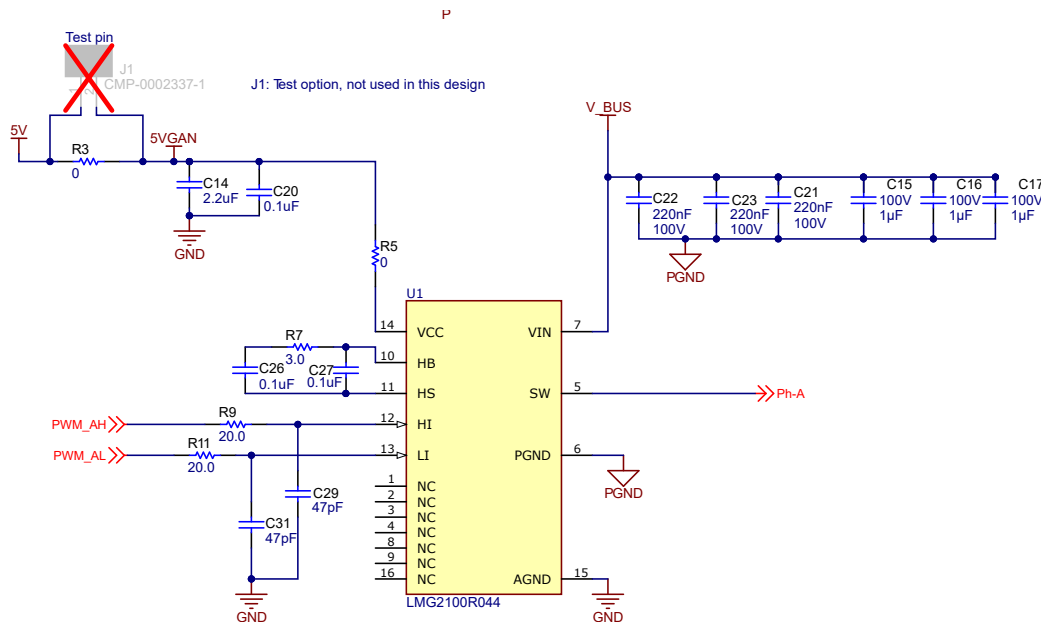 P
Test pin
J1
CMP-0002337-1
J1: Test option, not used in this design
5V
R3
0
5VGAN
C14
2.2uF
C20
0.1uF
GND
R5
0
V_BUS
C22
220nF
100V
C23
220nF
100V
C21
220nF
100V
C15
100V
1µF
C16
100V
1µF
C17
100V
1µF
PGND
U1
14
VCC
VIN
7
R7
3.0
C26
0.1uF
C27
0.1uF
10
HB
11
HS
SW
5
Ph-A
PWM_AH
R9
20.0
12
HI
PWM_AL
R11
20.0
13
LI
PGND
6
PGND
1
NC
2
NC
3
NC
4
NC
8
NC
9
NC
16
NC
C29
47pF
C31
47pF
GND
AGND
15
GND
LMG2100R044